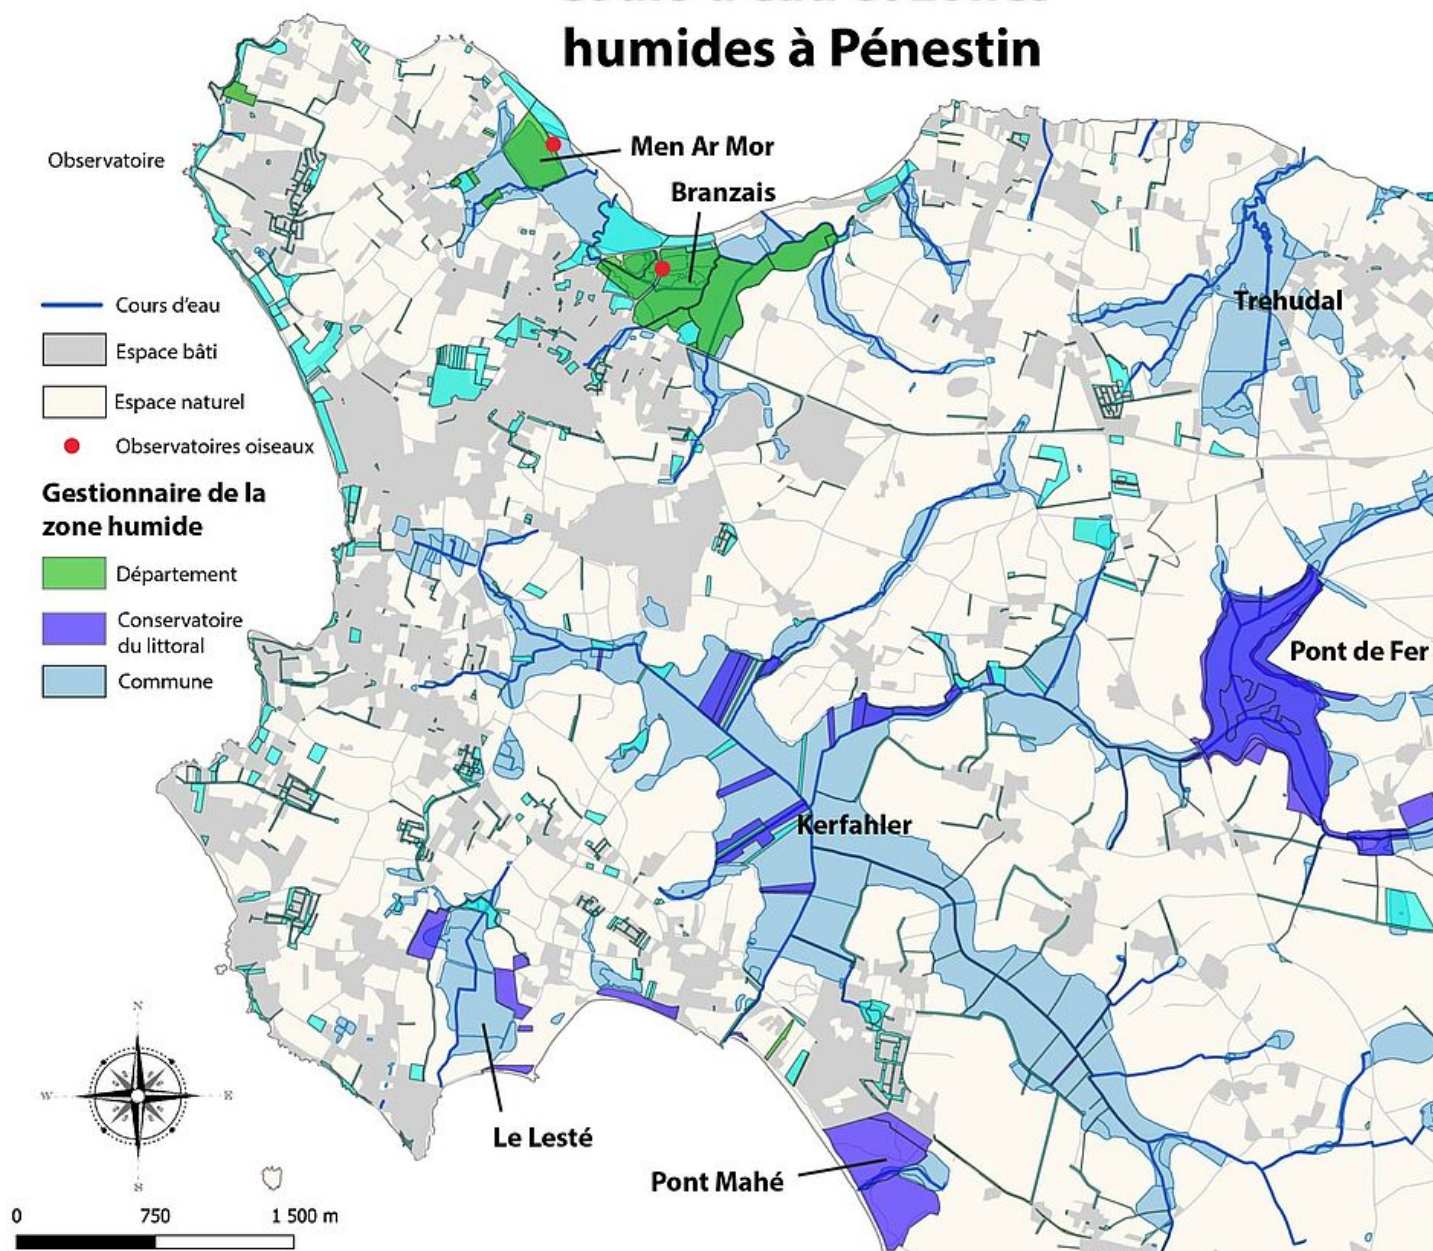 humides à Pénestin
Observatoire
Men Ar Mor
Branzais
Trehudal
Cours d'eau
Espace bâti
Espace naturel
Observatoires oiseaux
Gestionnaire de la
zone humide
Département
Conservatoire
du littoral
Commune
Pont de Fer
Kerfahler
Le Lesté
Pont Mahé
N
W
E
S
0 750 1 500 m